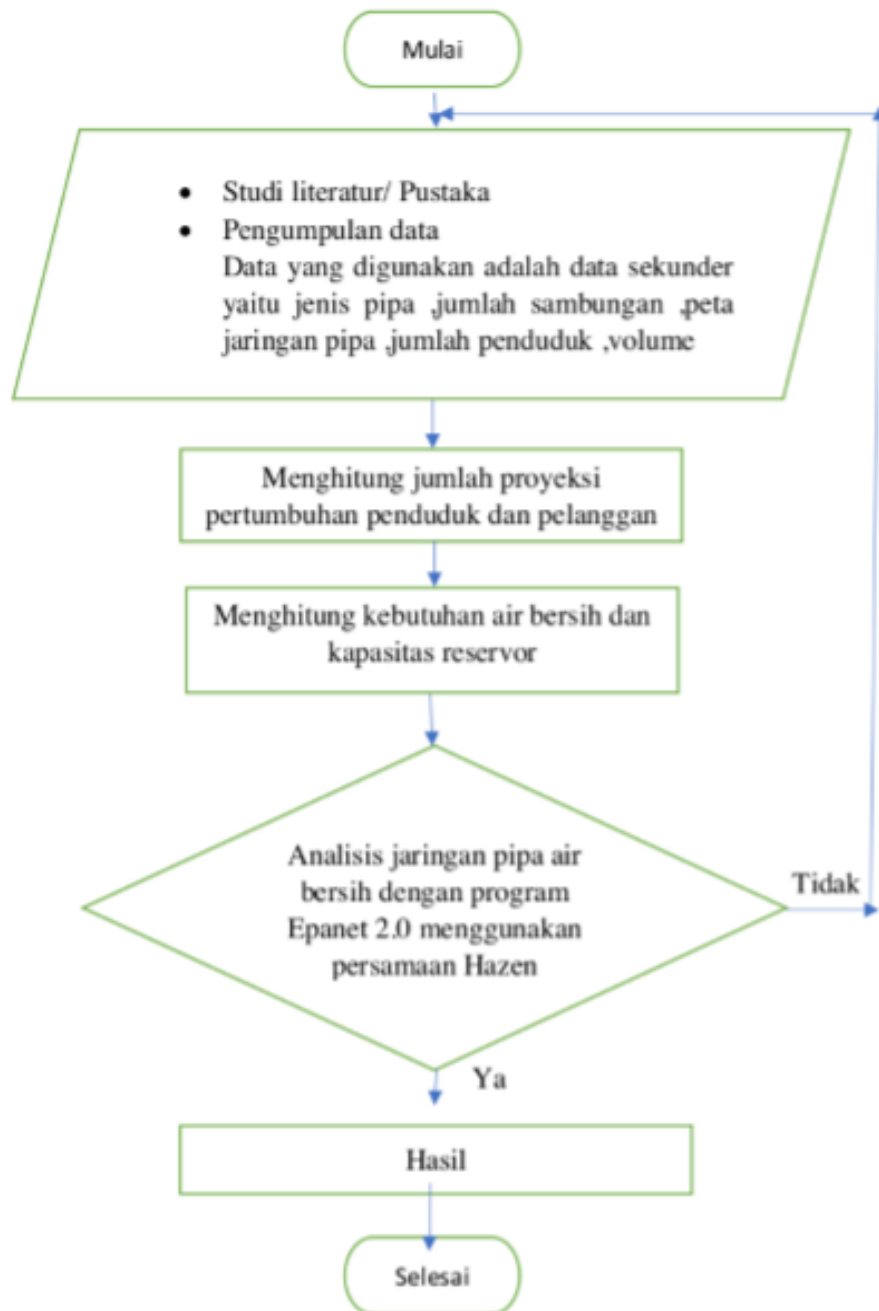 Mulai
• Studi literatur/ Pustaka
• Pengumpulan data
Data yang digunakan adalah data sekunder
yaitu jenis pipa ,jumlah sambungan ,peta
jaringan pipa ,jumlah penduduk ,volume
Menghitung jumlah proyeksi
pertumbuhan penduduk dan pelanggan
Menghitung kebutuhan air bersih dan
kapasitas reservor
Analisis jaringan pipa air
bersih dengan program
Epanet 2.0 menggunakan
persamaan Hazen
Tidak
Ya
Hasil
Selesai